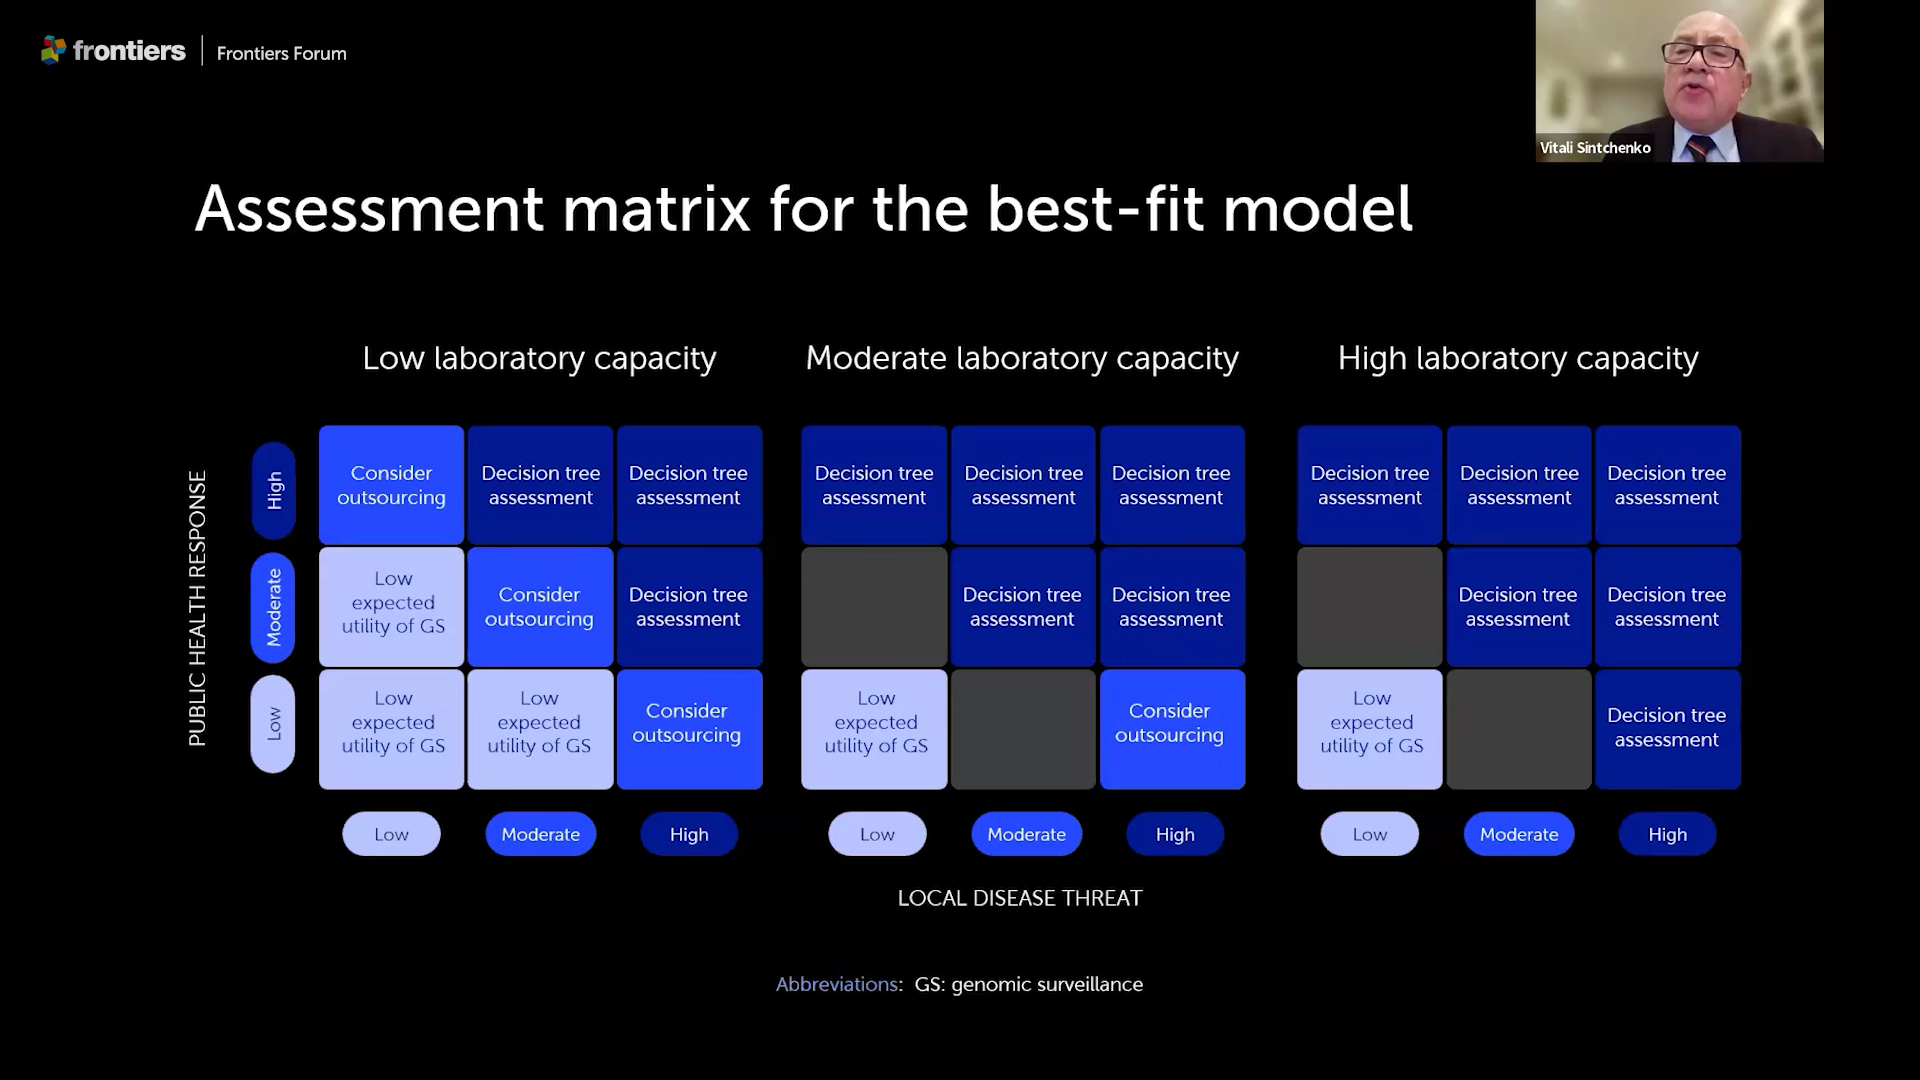 frontiers
Frontiers Forum
Vitali Sintchenko
Assessment matrix for the best-fit model
Low laboratory capacity
Moderate laboratory capacity
High laboratory capacity
PUBLIC HEALTH RESPONSE
High
Consider
outsourcing
Decision tree
assessment
Decision tree
assessment
Decision tree
assessment
Decision tree
assessment
Decision tree
assessment
Decision tree
assessment
Decision tree
assessment
Decision tree
assessment
Moderate
Low
expected
utility of GS
Consider
outsourcing
Decision tree
assessment
Decision tree
assessment
Decision tree
assessment
Decision tree
assessment
Decision tree
assessment
Low
Low
expected
utility of GS
Low
expected
utility of GS
Consider
outsourcing
Low
expected
utility of GS
Consider
outsourcing
Low
expected
utility of GS
Decision tree
assessment
Low
Moderate
High
Low
Moderate
High
Low
Moderate
High
LOCAL DISEASE THREAT
Abbreviations: GS: genomic surveillance